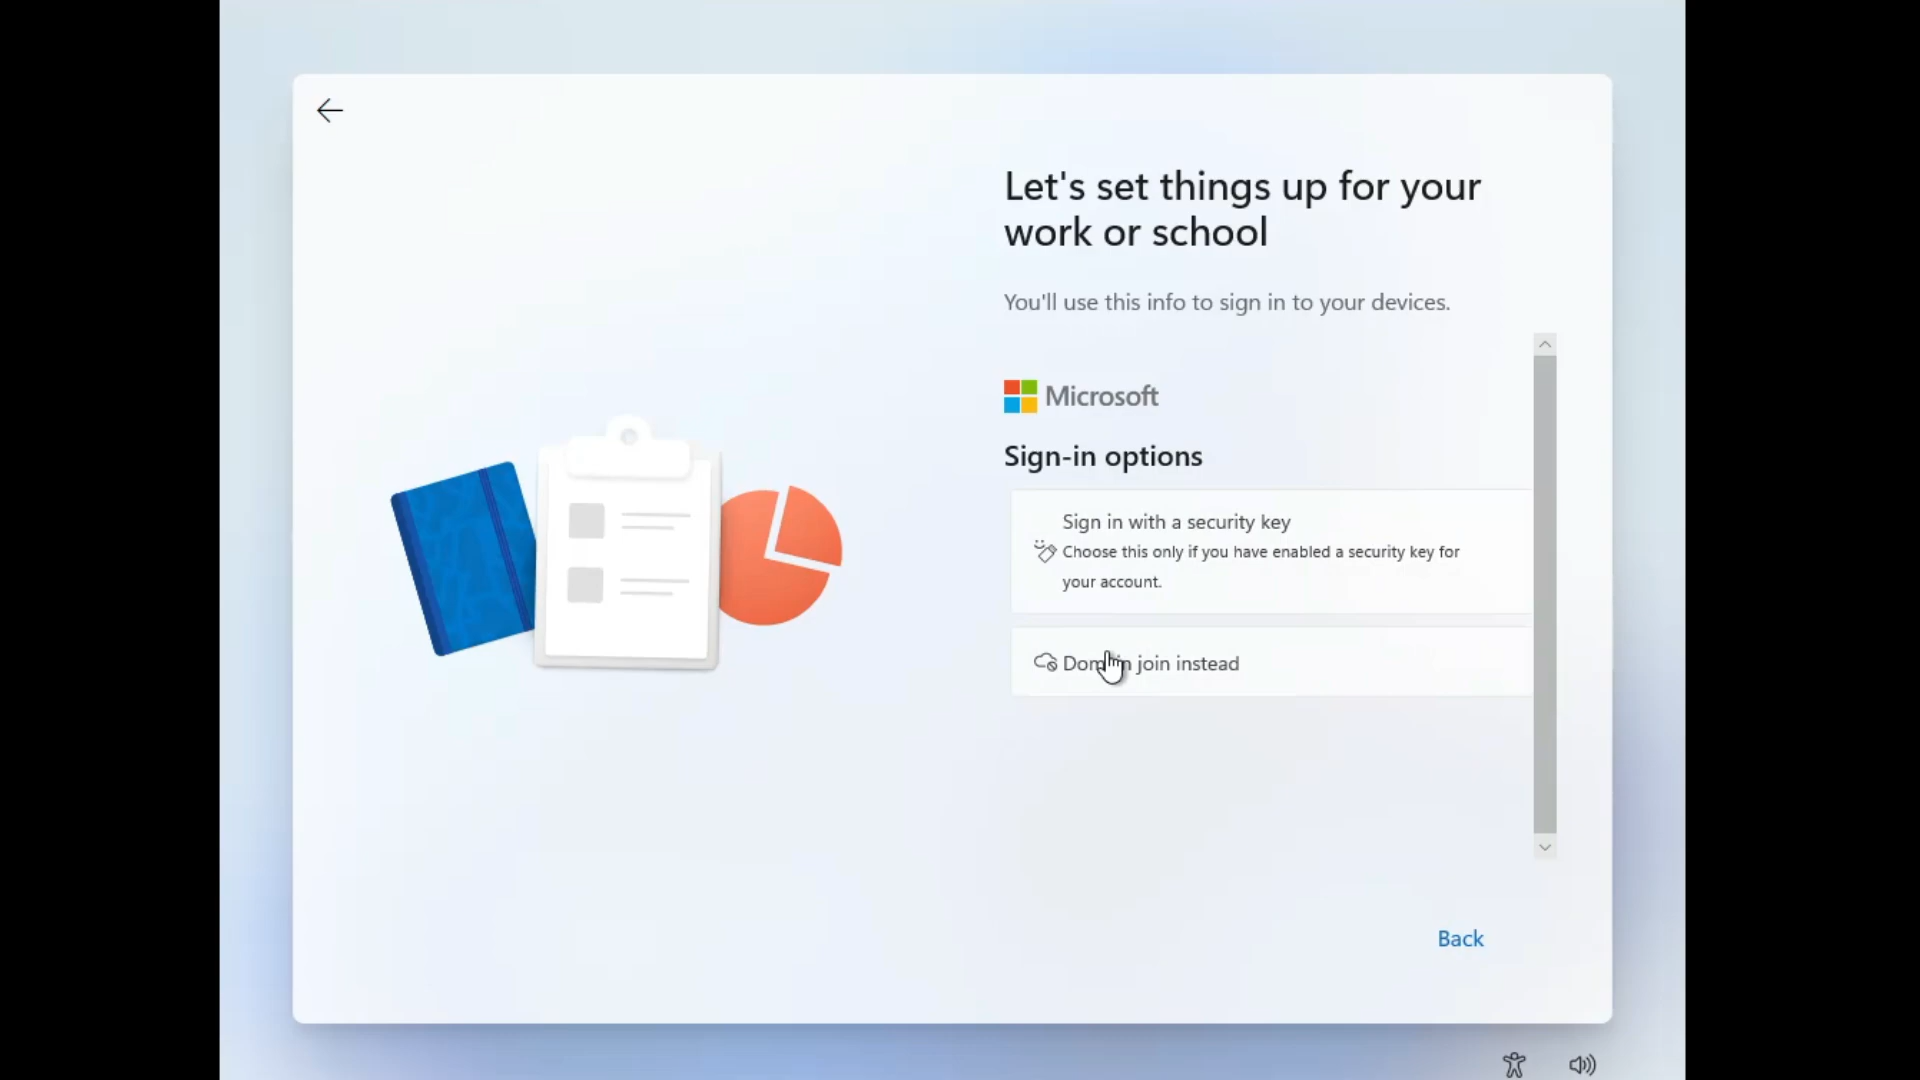 Let's set things up for your
work or school
You'll use this info to sign in to your devices.
Microsoft
Sign-in options
Sign in with a security key
Choose this only if you have enabled a security key for
your account.
Domain join instead
Back